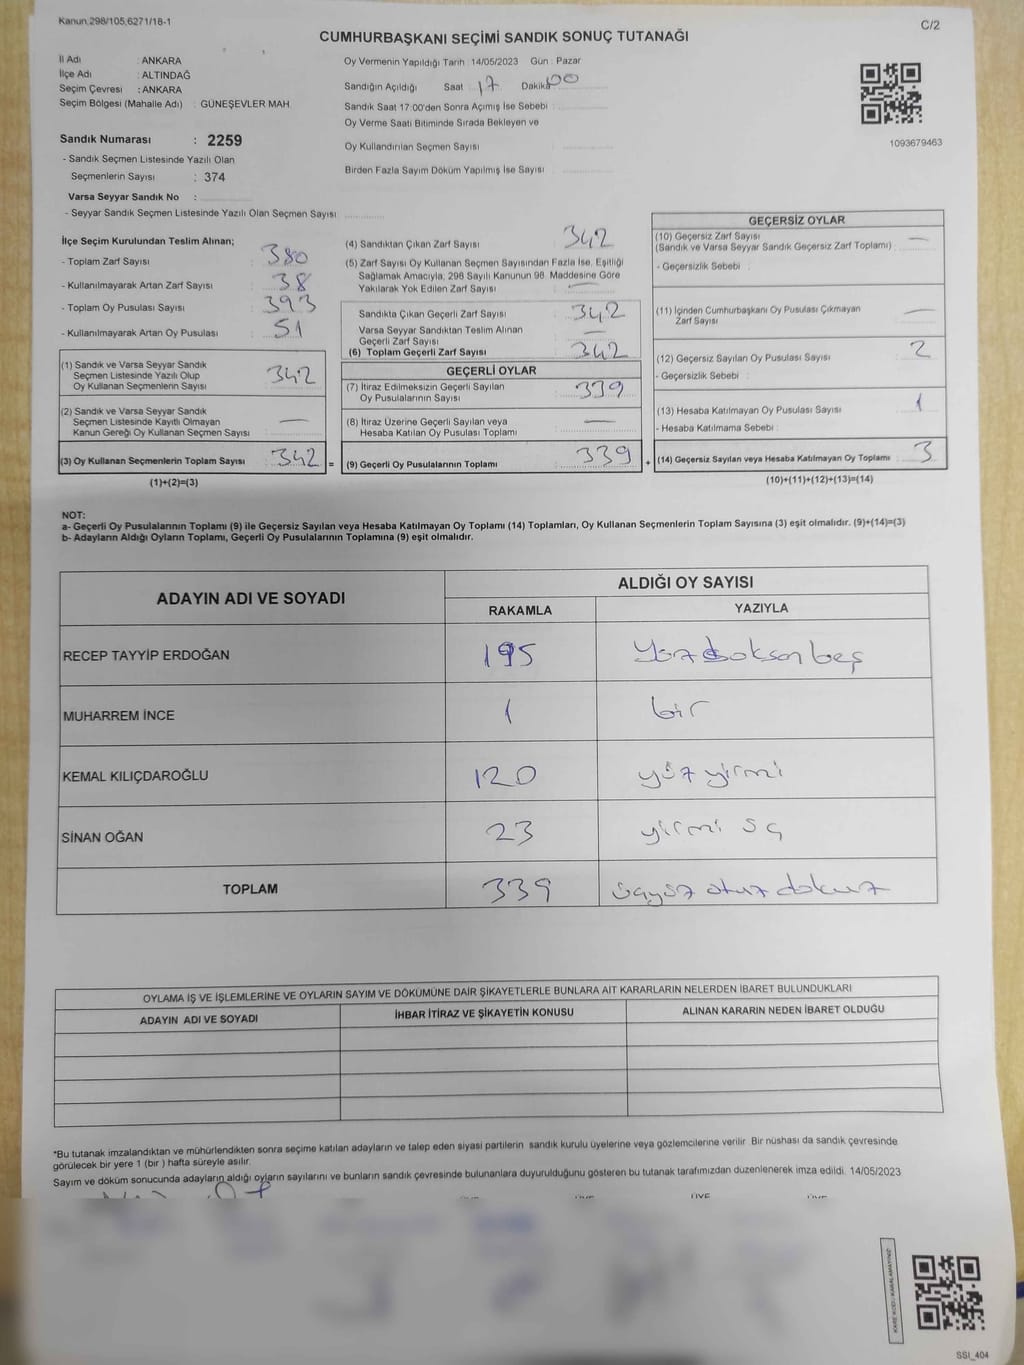 Kanun.298/105,6271/18-1
C/2
CUMHURBAŞKANI SEÇİMİ SANDIK SONUÇ TUTANAĞI
İl Adı : ANKARA
İlçe Adı : ALTINDAĞ
Seçim Çevresi : ANKARA
Seçim Bölgesi (Mahalle Adı) : GÜNEŞEVLER MAH.
Sandık Numarası : 2259
- Sandık Seçmen Listesinde Yazılı Olan
Seçmenlerin Sayısı : 374
Varsa Seyyar Sandık No :
- Seyyar Sandık Seçmen Listesinde Yazılı Olan Seçmen Sayısı
Oy Vermenin Yapıldığı Tarih : 14/05/2023 Gün : Pazar
Sandığın Açıldığı Saat 17 Dakika 00
Sandık Saat 17:00'den Sonra Açımış İse Sebebi :
Oy Verme Saati Bitiminde Sırada Bekleyen ve
Oy Kullandırılan Seçmen Sayısı
Birden Fazla Sayım Döküm Yapılmış İse Sayısı
1093679463
İlçe Seçim Kurulundan Teslim Alınan;
- Toplam Zarf Sayısı : 380
- Kullanılmayarak Artan Zarf Sayısı : 38
- Toplam Oy Pusulası Sayısı : 393
- Kullanılmayarak Artan Oy Pusulası : 51
(1) Sandık ve Varsa Seyyar Sandık
Seçmen Listesinde Yazılı Olup
Oy Kullanan Seçmenlerin Sayısı 342
(2) Sandık ve Varsa Seyyar Sandık
Seçmen Listesinde Kayıtlı Olmayan
Kanun Gereği Oy Kullanan Seçmen Sayısı : —
(3) Oy Kullanan Seçmenlerin Toplam Sayısı 342 =
(1)+(2)=(3)
(4) Sandıktan Çıkan Zarf Sayısı 342
(5) Zarf Sayısı Oy Kullanan Seçmen Sayısından Fazla İse, Eşitliği
Sağlamak Amacıyla, 298 Sayılı Kanunun 98. Maddesine Göre
Yakılarak Yok Edilen Zarf Sayısı —
Sandıkta Çıkan Geçerli Zarf Sayısı 342
Varsa Seyyar Sandıktan Teslim Alınan
Geçerli Zarf Sayısı —
(6) Toplam Geçerli Zarf Sayısı 342
GEÇERLİ OYLAR
(7) İtiraz Edilmeksizin Geçerli Sayılan
Oy Pusulalarının Sayısı 339
(8) İtiraz Üzerine Geçerli Sayılan veya
Hesaba Katılan Oy Pusulası Toplamı —
(9) Geçerli Oy Pusulalarının Toplamı 339 +
GEÇERSİZ OYLAR
(10) Geçersiz Zarf Sayısı
(Sandık ve Varsa Seyyar Sandık Geçersiz Zarf Toplamı) —
- Geçersizlik Sebebi :
(11) İçinden Cumhurbaşkanı Oy Pusulası Çıkmayan
Zarf Sayısı —
(12) Geçersiz Sayılan Oy Pusulası Sayısı 2
- Geçersizlik Sebebi :
(13) Hesaba Katılmayan Oy Pusulası Sayısı 1
- Hesaba Katılmama Sebebi :
(14) Geçersiz Sayılan veya Hesaba Katılmayan Oy Toplamı 3
(10)+(11)+(12)+(13)=(14)
NOT:
a- Geçerli Oy Pusulalarının Toplamı (9) ile Geçersiz Sayılan veya Hesaba Katılmayan Oy Toplamı (14) Toplamları, Oy Kullanan Seçmenlerin Toplam Sayısına (3) eşit olmalıdır. (9)+(14)=(3)
b- Adayların Aldığı Oyların Toplamı, Geçerli Oy Pusulalarının Toplamına (9) eşit olmalıdır.
ADAYIN ADI VE SOYADI
ALDIĞI OY SAYISI
RAKAMLA YAZIYLA
RECEP TAYYİP ERDOĞAN 195 yüz doksan beş
MUHARREM İNCE 1 bir
KEMAL KILIÇDAROĞLU 120 yüz yirmi
SİNAN OĞAN 23 yirmi üç
TOPLAM 339 üçyüz otuz dokuz
OYLAMA İŞ VE İŞLEMLERİNE VE OYLARIN SAYIM VE DÖKÜMÜNE DAİR ŞİKAYETLERLE BUNLARA AİT KARARLARIN NELERDEN İBARET BULUNDUKLARI
ADAYIN ADI VE SOYADI İHBAR İTİRAZ VE ŞİKAYETİN KONUSU ALINAN KARARIN NEDEN İBARET OLDUĞU
*Bu tutanak imzalandıktan ve mühürlendikten sonra seçime katılan adayların ve talep eden siyasi partilerin sandık kurulu üyelerine veya gözlemcilerine verilir. Bir nüshası da sandık çevresinde
görülecek bir yere 1 (bir ) hafta süreyle asılır.
Sayım ve döküm sonucunda adayların aldığı oyların sayılarını ve bunların sandık çevresinde bulunanlara duyurulduğunu gösteren bu tutanak tarafımızdan düzenlenerek imza edildi. 14/05/2023
KARE KODU KARALAMAYINIZ
SSI_404